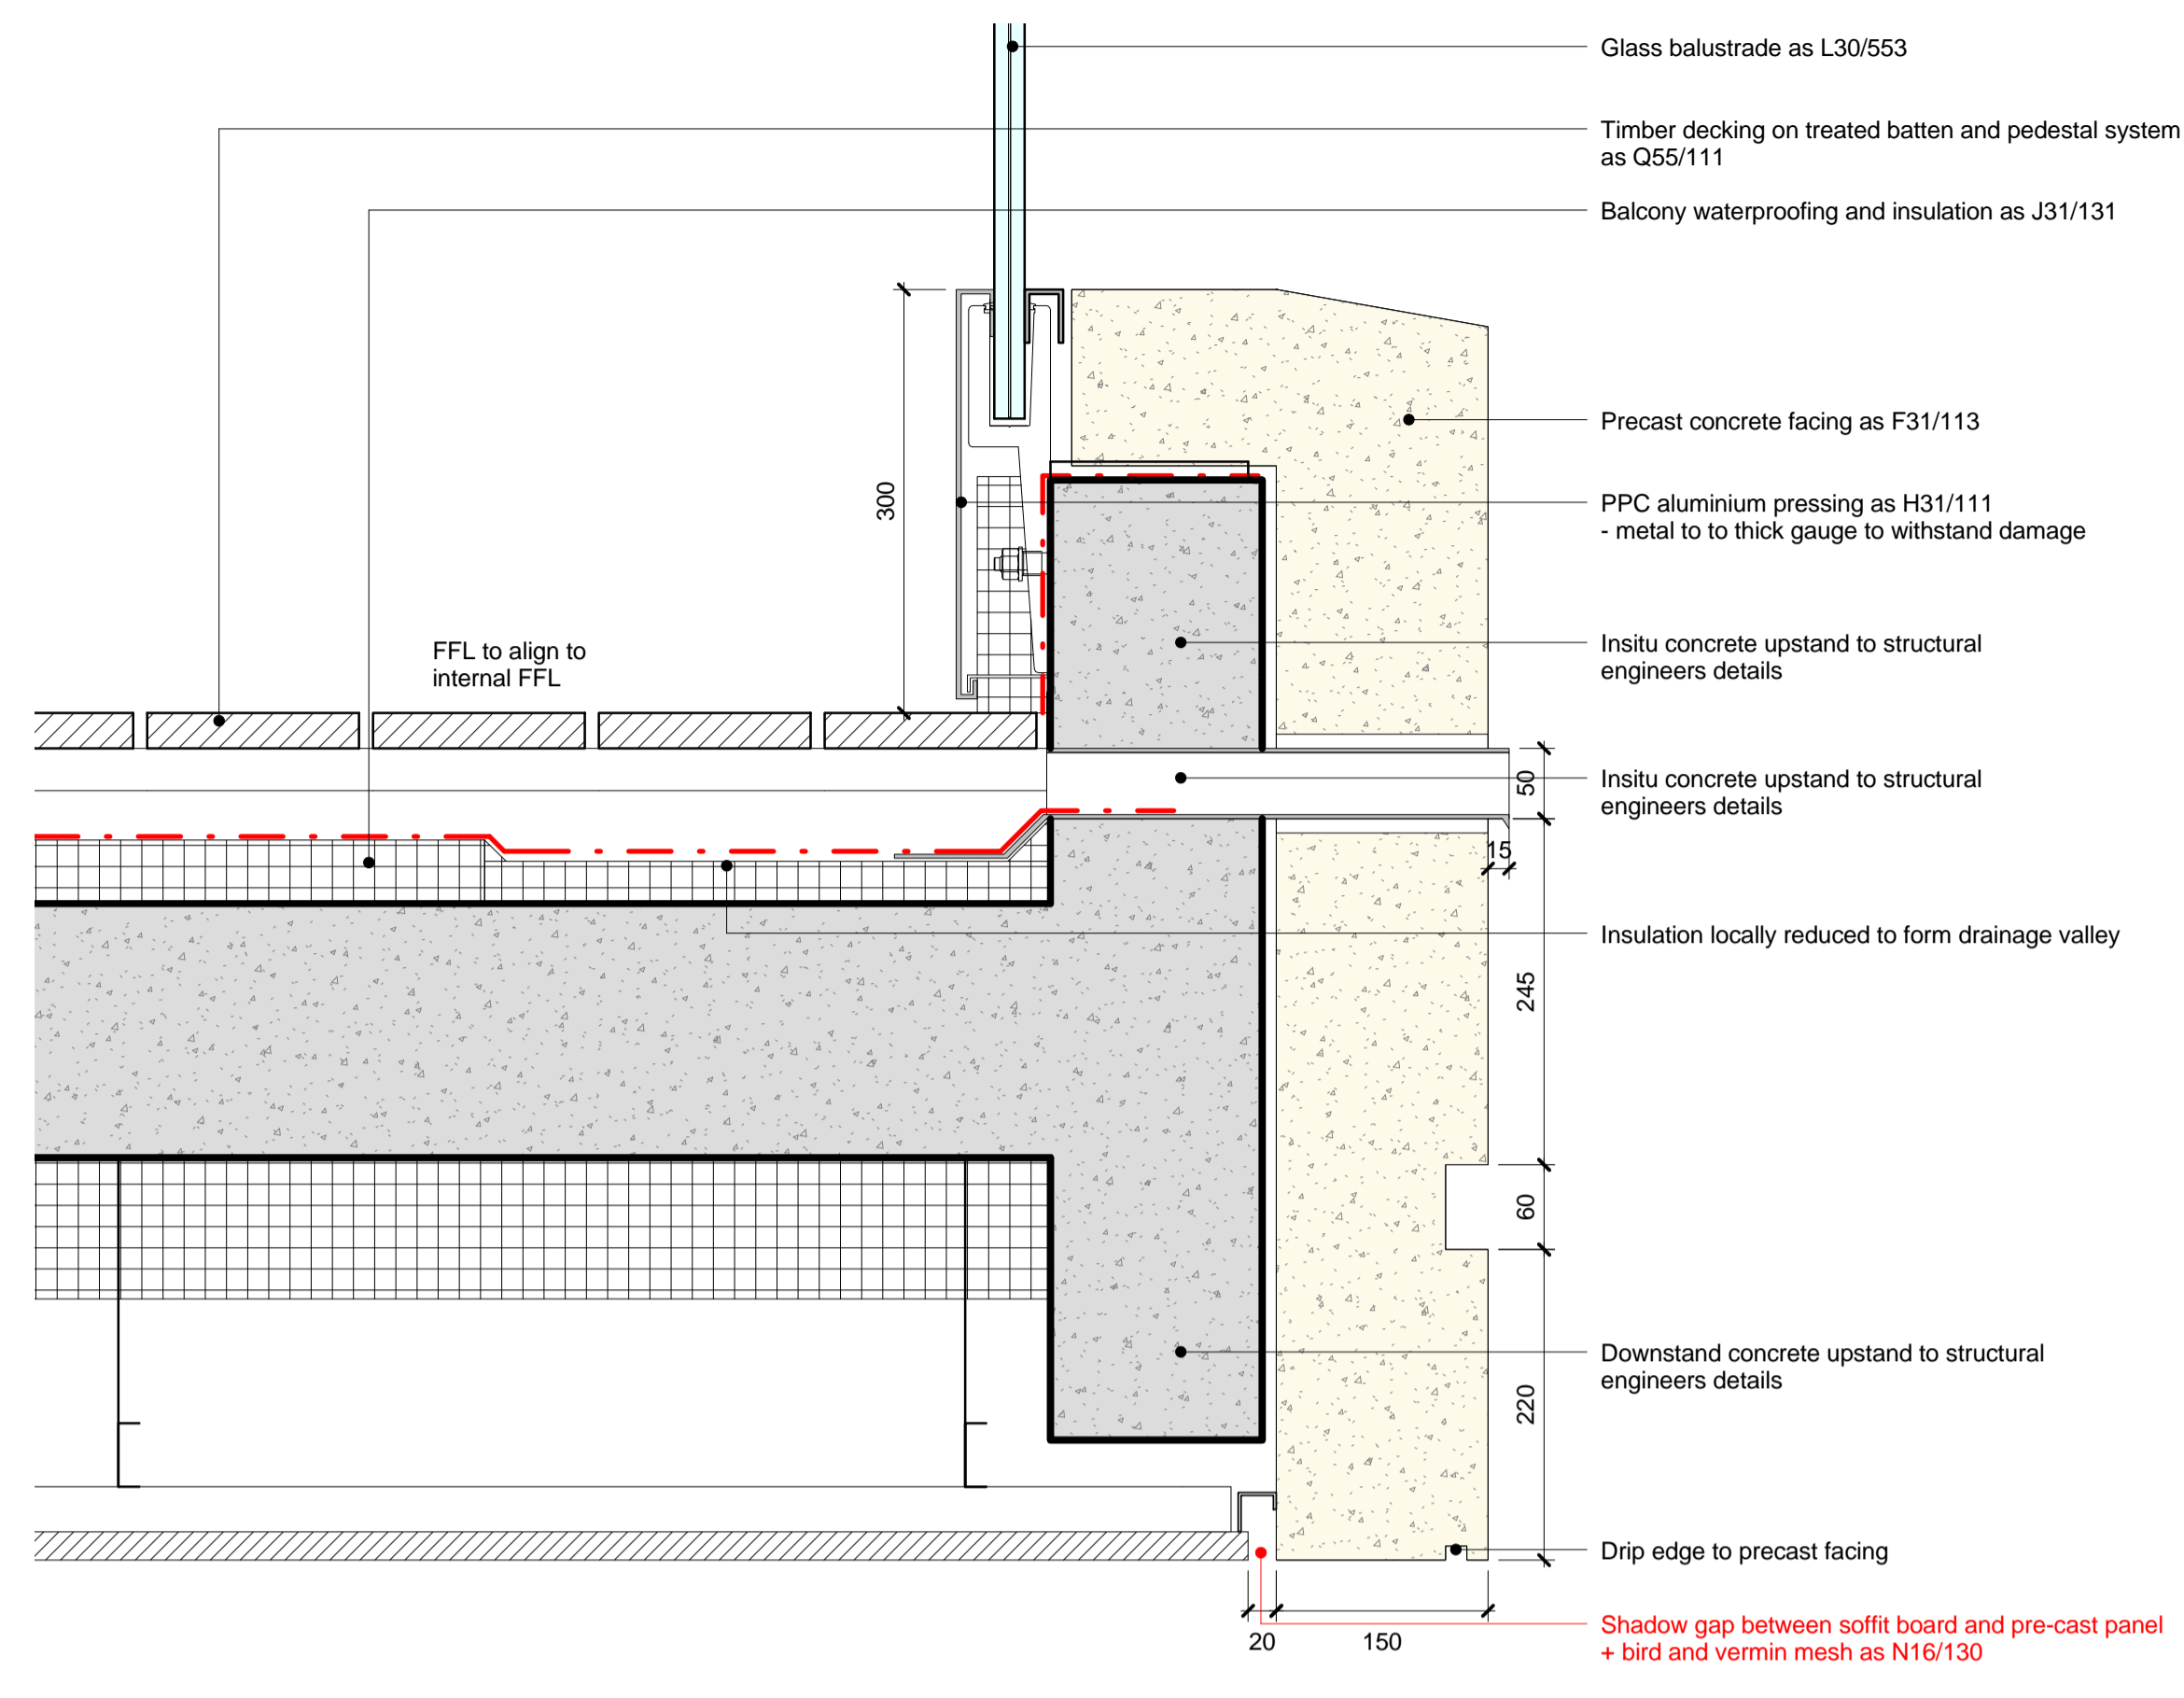 Glass balustrade as L30/553
Timber decking on treated batten and pedestal system
as Q55/111
Balcony waterproofing and insulation as J31/131
Precast concrete facing as F31/113
300
PPC aluminium pressing as H31/111
- metal to to thick gauge to withstand damage
FFL to align to
internal FFL
Insitu concrete upstand to structural
engineers details
50
Insitu concrete upstand to structural
engineers details
15
Insulation locally reduced to form drainage valley
245
60
Downstand concrete upstand to structural
engineers details
220
Drip edge to precast facing
20
150
Shadow gap between soffit board and pre-cast panel
+ bird and vermin mesh as N16/130